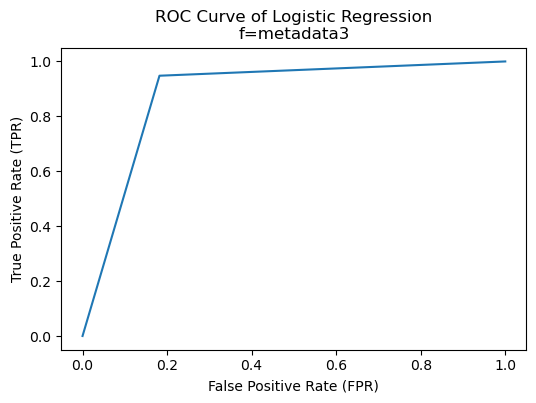 ROC Curve of Logistic Regression
f=metadata3
True Positive Rate (TPR)
1.0
0.8
0.6
0.4
0.2
0.0
0.0 0.2 0.4 0.6 0.8 1.0
False Positive Rate (FPR)